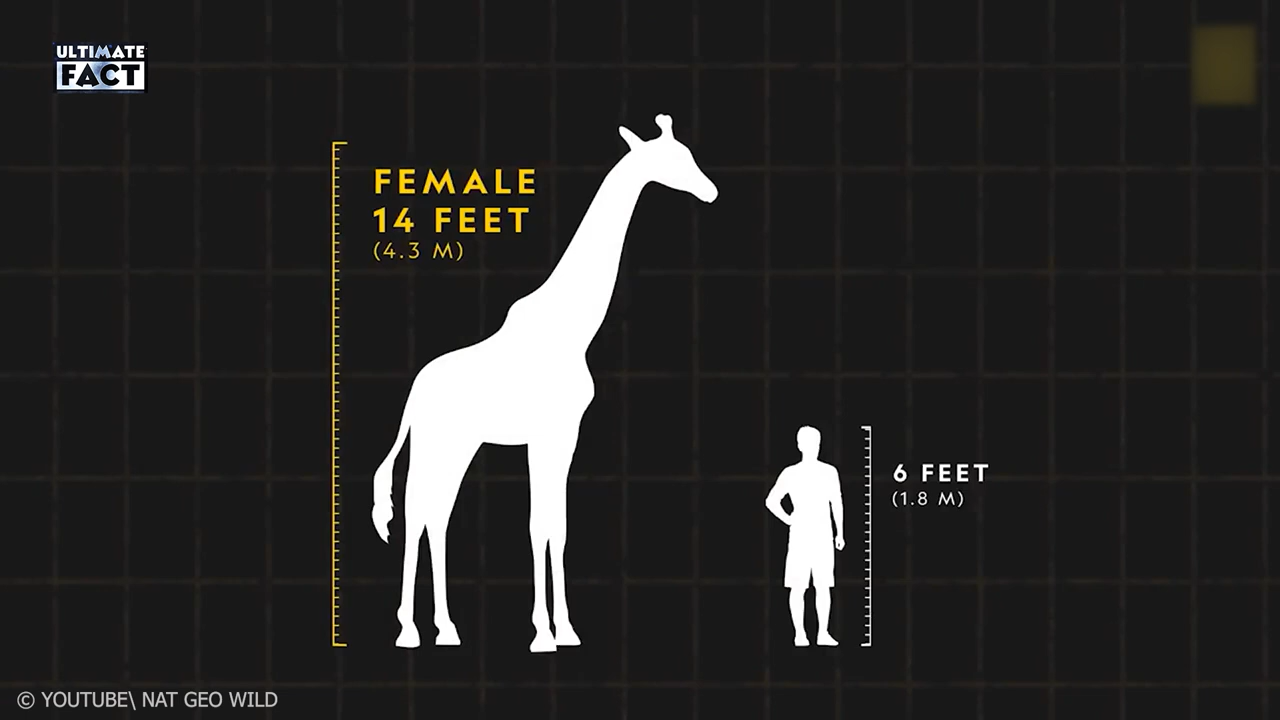 ULTIMATE
FACT
FEMALE
14 FEET
(4.3 M)
6 FEET
(1.8 M)
© YOUTUBE\ NAT GEO WILD